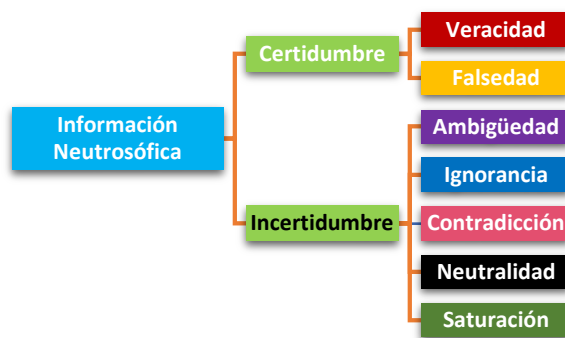 Información
Neutrosófica
Certidumbre
Veracidad
Falsedad
Incertidumbre
Ambigüedad
Ignorancia
Contradicción
Neutralidad
Saturación